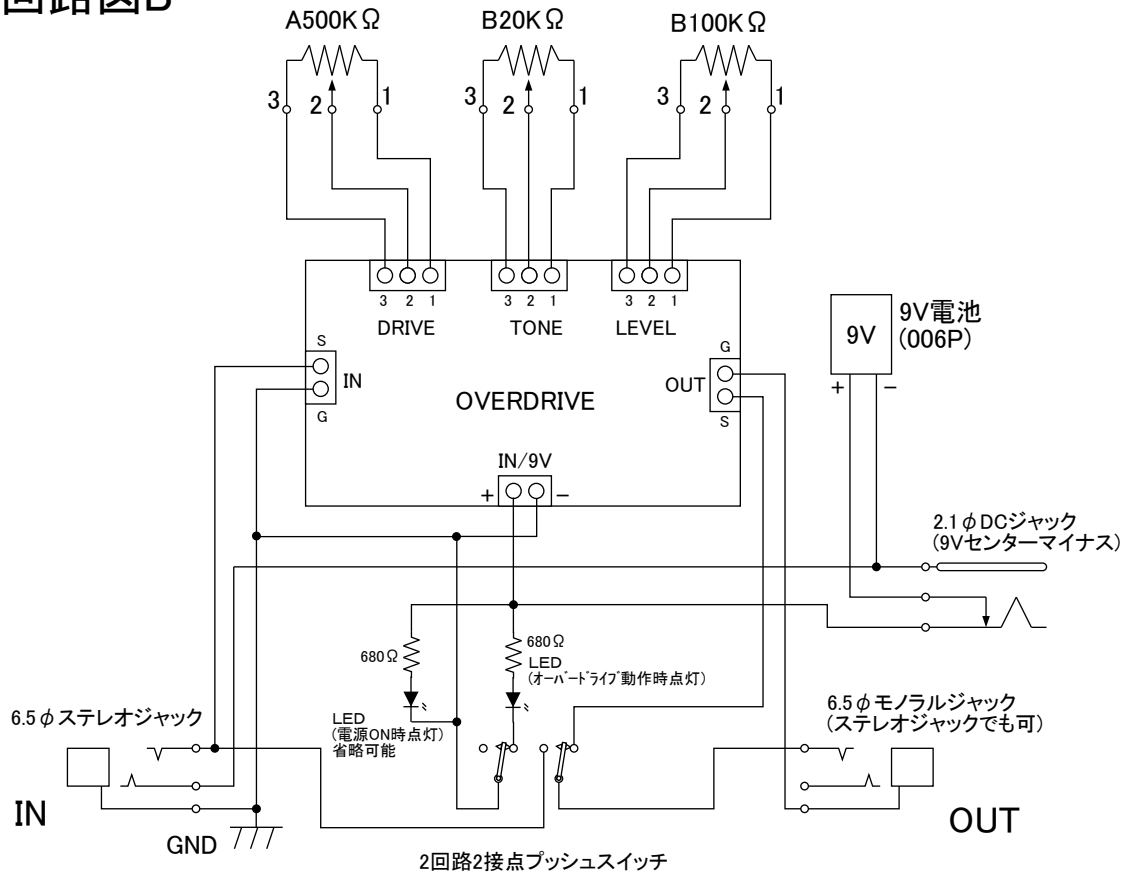 回路図B
A500KΩ
B20KΩ
B100KΩ
3 2 1
3 2 1
3 2 1
3 2 1
3 2 1
3 2 1
DRIVE
TONE
LEVEL
S
IN
G
OVERDRIVE
G
OUT
S
IN/9V
+ −
9V
9V電池
(006P)
+ −
2.1φDCジャック
(9Vセンターマイナス)
680Ω
680Ω
LED
(オーバードライブ動作時点灯)
LED
(電源ON時点灯)
省略可能
6.5φステレオジャック
6.5φモノラルジャック
(ステレオジャックでも可)
IN
GND
OUT
2回路2接点プッシュスイッチ